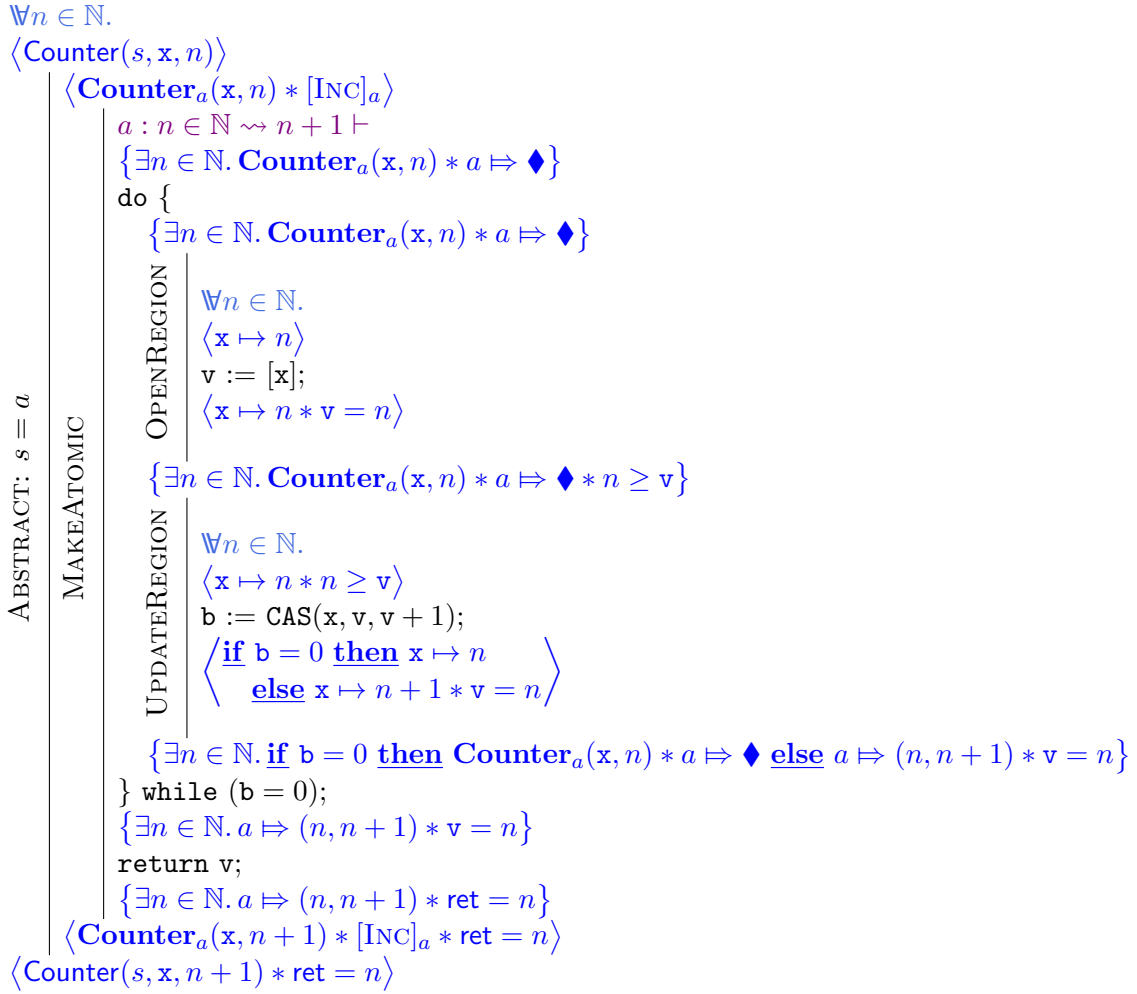 ∀n ∈ ℕ.
⟨Counter(s, x, n)⟩
ABSTRACT: s = a
⟨Counter_a(x, n) ∗ [INC]_a⟩
MAKEATOMIC
a : n ∈ ℕ ⇝ n + 1 ⊢
{∃n ∈ ℕ. Counter_a(x, n) ∗ a ⤇ ♦}
do {
{∃n ∈ ℕ. Counter_a(x, n) ∗ a ⤇ ♦}
OPENREGION
∀n ∈ ℕ.
⟨x ↦ n⟩
v := [x];
⟨x ↦ n ∗ v = n⟩
{∃n ∈ ℕ. Counter_a(x, n) ∗ a ⤇ ♦ ∗ n ≥ v}
UPDATEREGION
∀n ∈ ℕ.
⟨x ↦ n ∗ n ≥ v⟩
b := CAS(x, v, v + 1);
⟨if b = 0 then x ↦ n
else x ↦ n + 1 ∗ v = n⟩
{∃n ∈ ℕ. if b = 0 then Counter_a(x, n) ∗ a ⤇ ♦ else a ⤇ (n, n + 1) ∗ v = n}
} while (b = 0);
{∃n ∈ ℕ. a ⤇ (n, n + 1) ∗ v = n}
return v;
{∃n ∈ ℕ. a ⤇ (n, n + 1) ∗ ret = n}
⟨Counter_a(x, n + 1) ∗ [INC]_a ∗ ret = n⟩
⟨Counter(s, x, n + 1) ∗ ret = n⟩